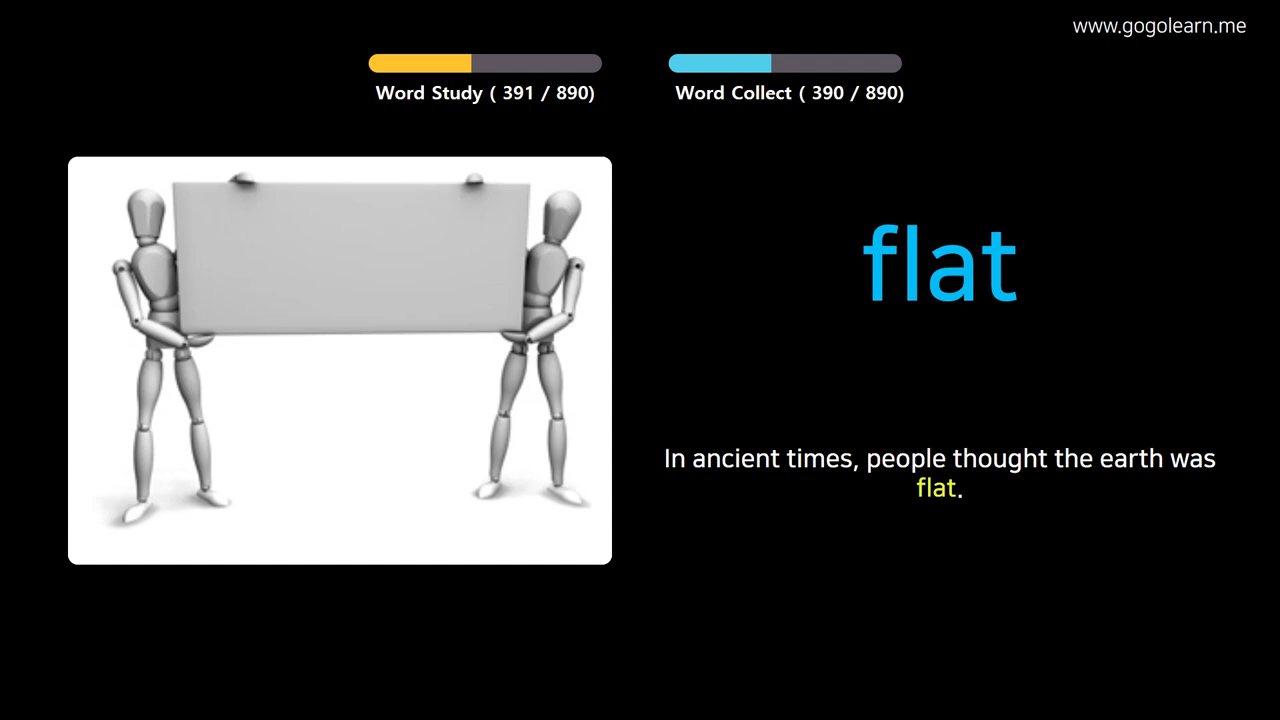 www.gogolearn.me
Word Study ( 391 / 890)
Word Collect ( 390 / 890)
flat
In ancient times, people thought the earth was
flat.